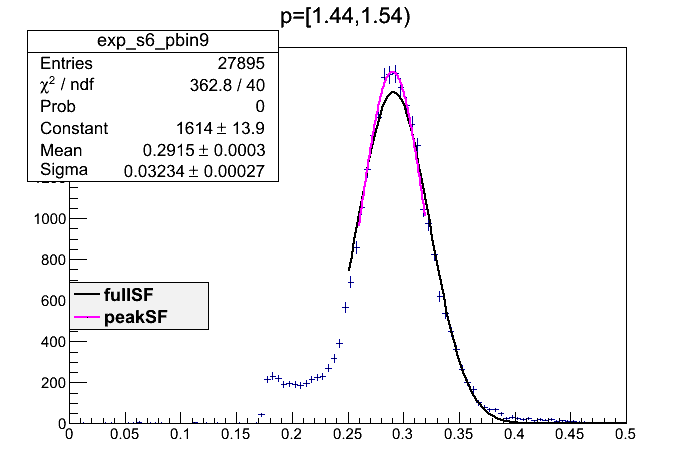 p=[1.44,1.54)
exp_s6_pbin9
Entries 27895
χ² / ndf 362.8 / 40
Prob 0
Constant 1614 ± 13.9
Mean 0.2915 ± 0.0003
Sigma 0.03234 ± 0.00027
1000
800
600
400
200
0
fullSF
peakSF
0 0.05 0.1 0.15 0.2 0.25 0.3 0.35 0.4 0.45 0.5